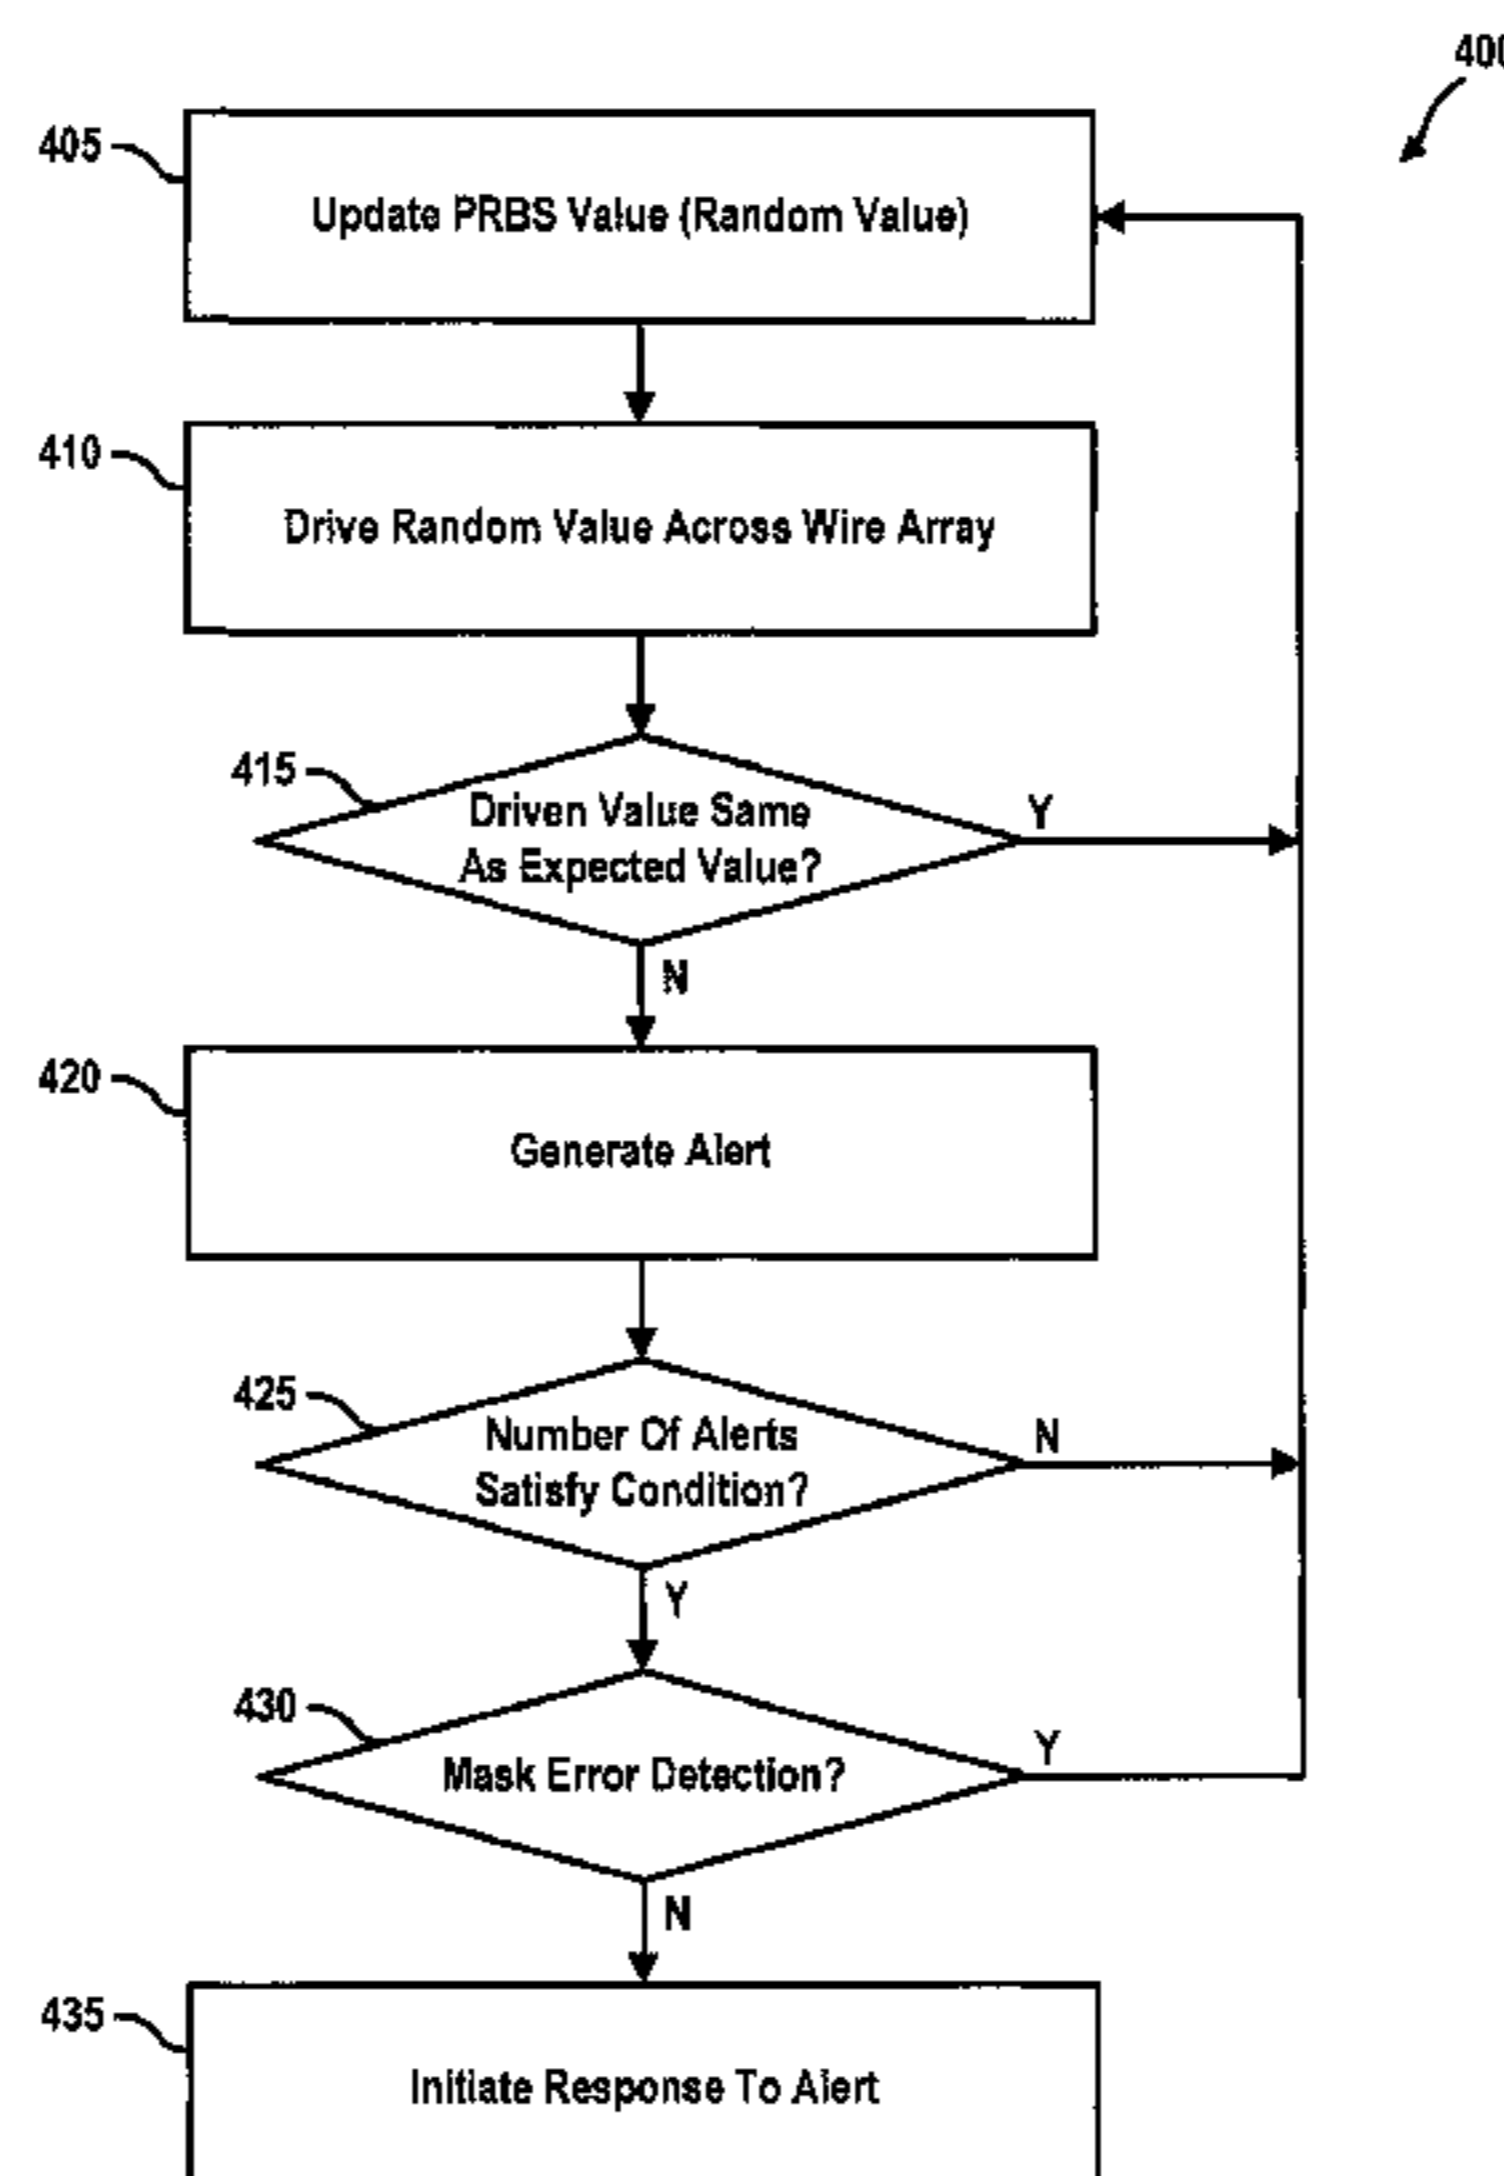 400
405
Update PRBS Value (Random Value)
410
Drive Random Value Across Wire Array
415
Driven Value Same
As Expected Value?
Y
N
420
Generate Alert
425
Number Of Alerts
Satisfy Condition?
N
Y
430
Mask Error Detection?
Y
N
435
Initiate Response To Alert